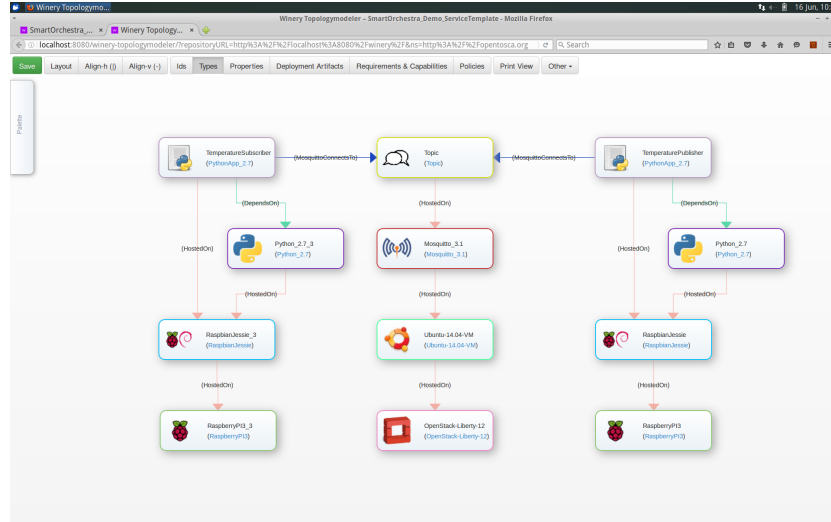 Winery Topologymo...
16 Jun, 10:
Winery Topologymodeler – SmartOrchestra_Demo_ServiceTemplate - Mozilla Firefox
SmartOrchestra_... × Winery Topology... ×
localhost:8080/winery-topologymodeler/?repositoryURL=http%3A%2F%2Flocalhost%3A8080%2Fwinery%2F&ns=http%3A%2F%2Fopentosca.org
Search
Save Layout Align-h (|) Align-v (-) Ids Types Properties Deployment Artifacts Requirements & Capabilities Policies Print View Other
Palette
TemperatureSubscriber
(PythonApp_2.7)
(MosquittoConnectsTo)
Topic
(Topic)
(MosquittoConnectsTo)
TemperaturePublisher
(PythonApp_2.7)
(DependsOn)
(HostedOn)
(DependsOn)
(HostedOn)
Python_2.7_3
(Python_2.7)
Mosquitto_3.1
(Mosquitto_3.1)
(HostedOn)
Python_2.7
(Python_2.7)
(HostedOn)
(HostedOn)
(HostedOn)
RaspbianJessie_3
(RaspbianJessie)
Ubuntu-14.04-VM
(Ubuntu-14.04-VM)
RaspbianJessie
(RaspbianJessie)
(HostedOn)
(HostedOn)
(HostedOn)
RaspberryPI3_3
(RaspberryPI3)
OpenStack-Liberty-12
(OpenStack-Liberty-12)
RaspberryPI3
(RaspberryPI3)